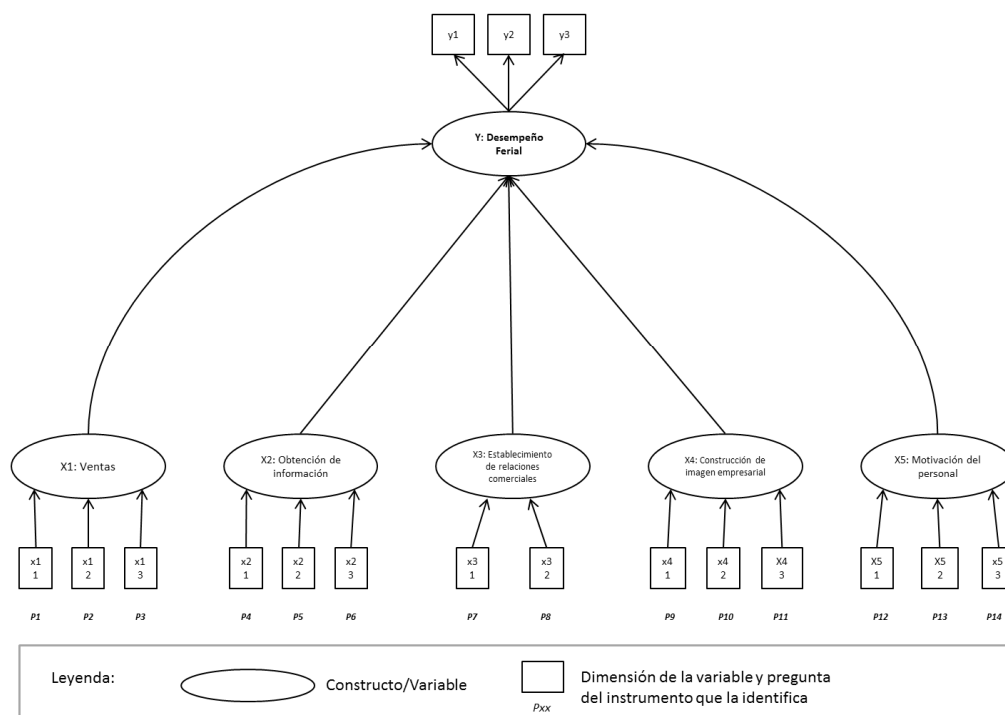 y1 y2 y3
Y: Desempeño
Ferial
X1: Ventas
X2: Obtención de
información
X3: Establecimiento
de relaciones
comerciales
X4: Construcción de
imagen empresarial
X5: Motivación del
personal
x1 x1 x1 x2 x2 x2 x3 x3 x4 x4 X4 X5 X5 x5
1 2 3 1 2 3 1 2 1 2 3 1 2 3
P1 P2 P3 P4 P5 P6 P7 P8 P9 P10 P11 P12 P13 P14
Leyenda:
Constructo/Variable
Dimensión de la variable y pregunta
del instrumento que la identifica
Pxx